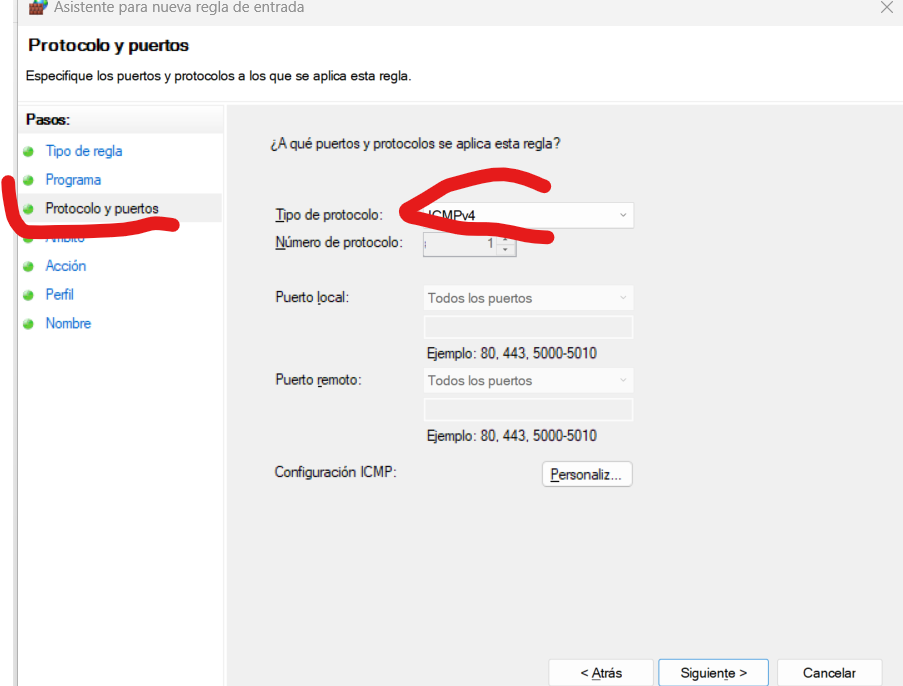 Asistente para nueva regla de entrada
Protocolo y puertos
Especifique los puertos y protocolos a los que se aplica esta regla.
Pasos:
Tipo de regla
Programa
Protocolo y puertos
Ámbito
Acción
Perfil
Nombre
¿A qué puertos y protocolos se aplica esta regla?
Tipo de protocolo: ICMPv4
Número de protocolo: 1
Puerto local: Todos los puertos
Ejemplo: 80, 443, 5000-5010
Puerto remoto: Todos los puertos
Ejemplo: 80, 443, 5000-5010
Configuración ICMP: Personaliz...
< Atrás Siguiente > Cancelar